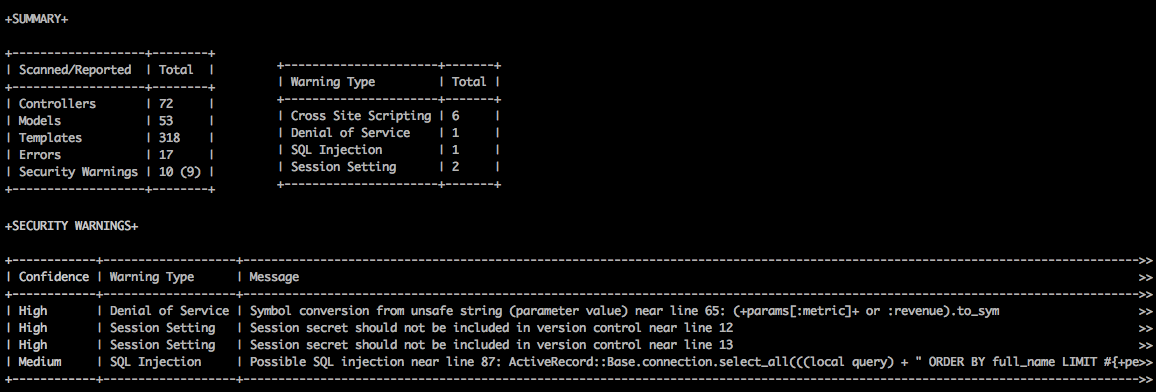 +SUMMARY+
+-------------------+--------+
| Scanned/Reported | Total |
+-------------------+--------+
| Controllers | 72 |
| Models | 53 |
| Templates | 318 |
| Errors | 17 |
| Security Warnings | 10 (9) |
+-------------------+--------+
+----------------------+-------+
| Warning Type | Total |
+----------------------+-------+
| Cross Site Scripting | 6 |
| Denial of Service | 1 |
| SQL Injection | 1 |
| Session Setting | 2 |
+----------------------+-------+
+SECURITY WARNINGS+
+------------+-------------------+-------------------------------------------------------------------------------------------------------------------------------->>
| Confidence | Warning Type | Message >>
+------------+-------------------+-------------------------------------------------------------------------------------------------------------------------------->>
| High | Denial of Service | Symbol conversion from unsafe string (parameter value) near line 65: (+params[:metric]+ or :revenue).to_sym >>
| High | Session Setting | Session secret should not be included in version control near line 12 >>
| High | Session Setting | Session secret should not be included in version control near line 13 >>
| Medium | SQL Injection | Possible SQL injection near line 87: ActiveRecord::Base.connection.select_all(((local query) + " ORDER BY full_name LIMIT #{+pe>>
+------------+-------------------+-------------------------------------------------------------------------------------------------------------------------------->>